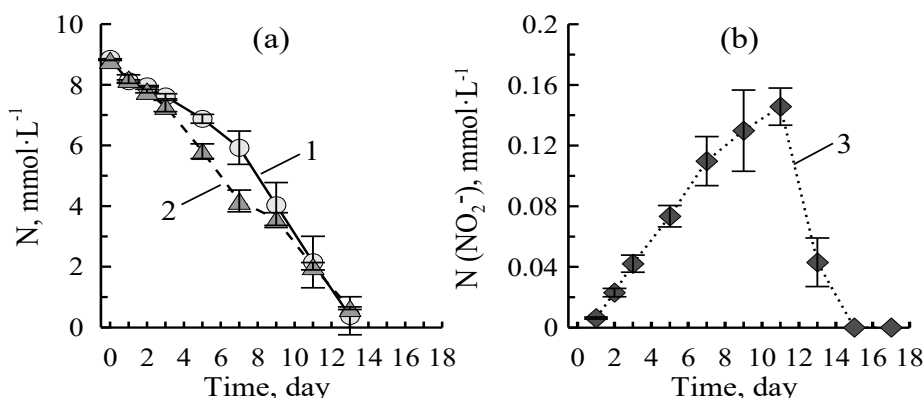 (a)
N, mmol·L⁻¹
10
8
6
4
2
0
1
2
0 2 4 6 8 10 12 14 16 18
Time, day
(b)
N (NO₂⁻), mmol·L⁻¹
0.2
0.16
0.12
0.08
0.04
0
3
0 2 4 6 8 10 12 14 16 18
Time, day